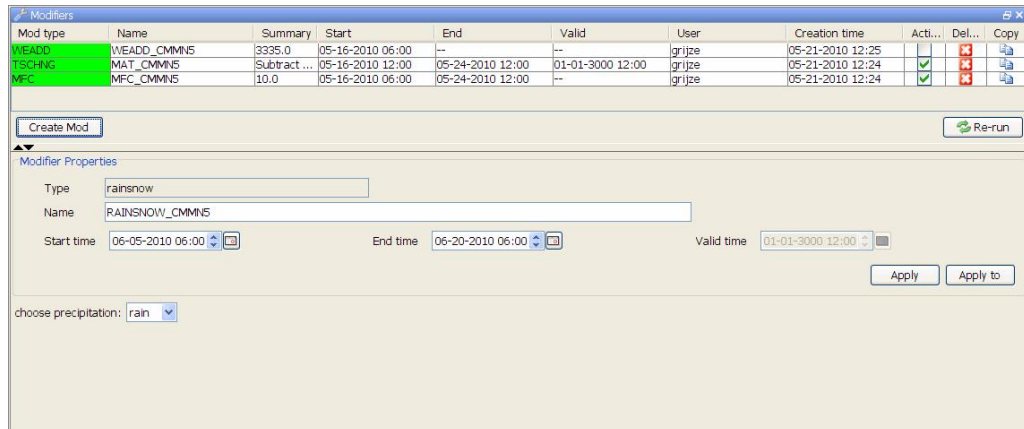 Modifiers
Mod type Name Summary Start End Valid User Creation time Acti... Del... Copy
WEADD WEADD_CMMN5 3335.0 05-16-2010 06:00 -- -- grijze 05-21-2010 12:25
TSCHNG MAT_CMMN5 Subtract ... 05-16-2010 12:00 05-24-2010 12:00 01-01-3000 12:00 grijze 05-21-2010 12:24
MFC MFC_CMMN5 10.0 05-16-2010 06:00 05-24-2010 12:00 -- grijze 05-21-2010 12:24
Create Mod Re-run
Modifier Properties
Type rainsnow
Name RAINSNOW_CMMN5
Start time 06-05-2010 06:00 End time 06-20-2010 06:00 Valid time 01-01-3000 12:00
Apply Apply to
choose precipitation: rain